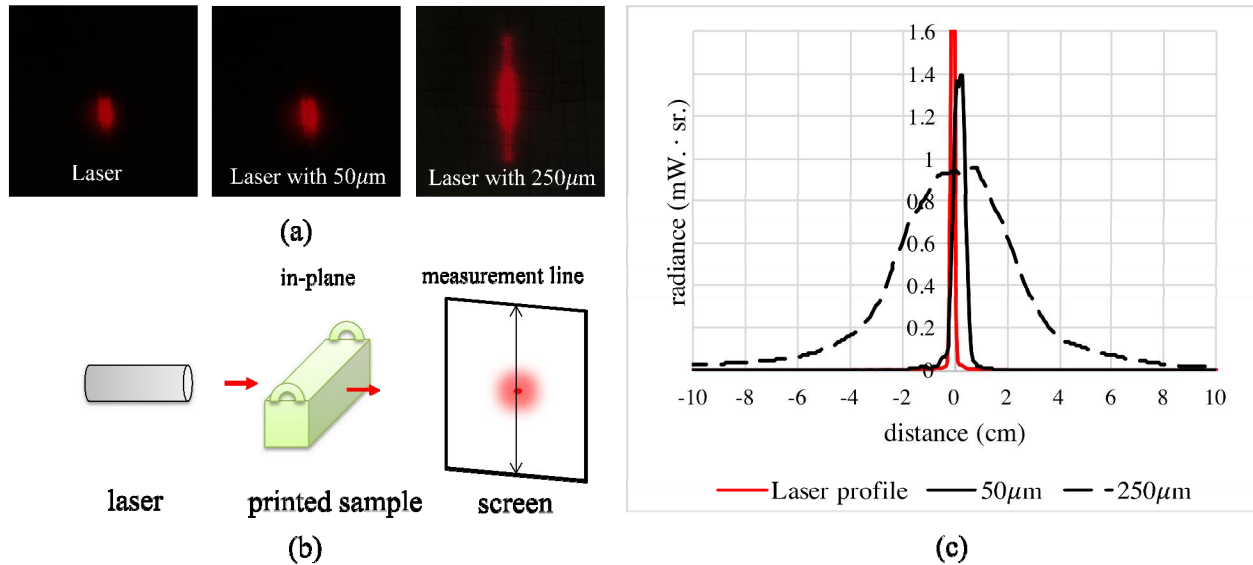 Laser
Laser with 50μm
Laser with 250μm
(a)
in-plane
measurement line
laser
printed sample
screen
(b)
radiance (mW. · sr.)
1.6
1.4
1.2
1
0.8
0.6
0.4
0.2
0
-10 -8 -6 -4 -2 0 2 4 6 8 10
distance (cm)
Laser profile 50μm 250μm
(c)